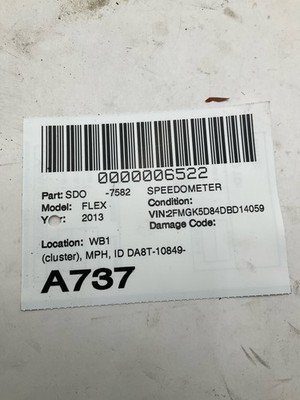 0000006522
Part: SDO -7582 SPEEDOMETER
Model: FLEX Condition:
Year: 2013 VIN:2FMGK5D84DBD14059
Damage Code:
Location: WB1
(cluster), MPH, ID DA8T-10849-
A737